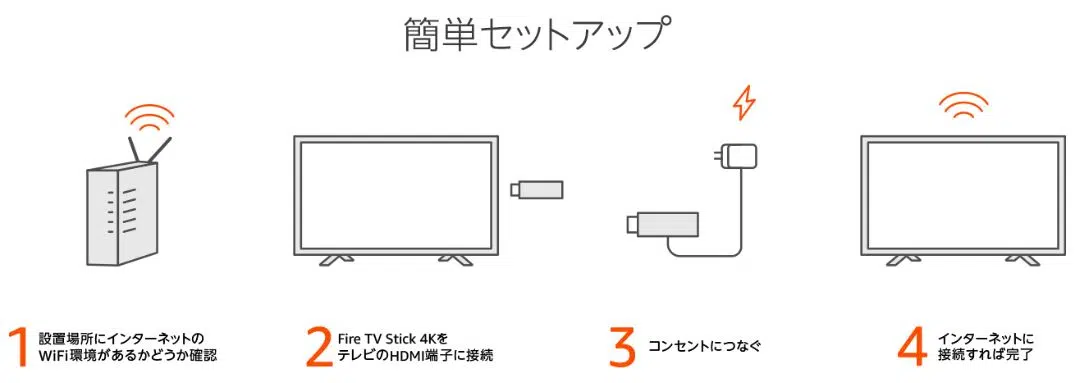 簡単セットアップ
1 設置場所にインターネットの
WiFi環境があるかどうか確認
2 Fire TV Stick 4Kを
テレビのHDMI端子に接続
3 コンセントにつなぐ
4 インターネットに
接続すれば完了